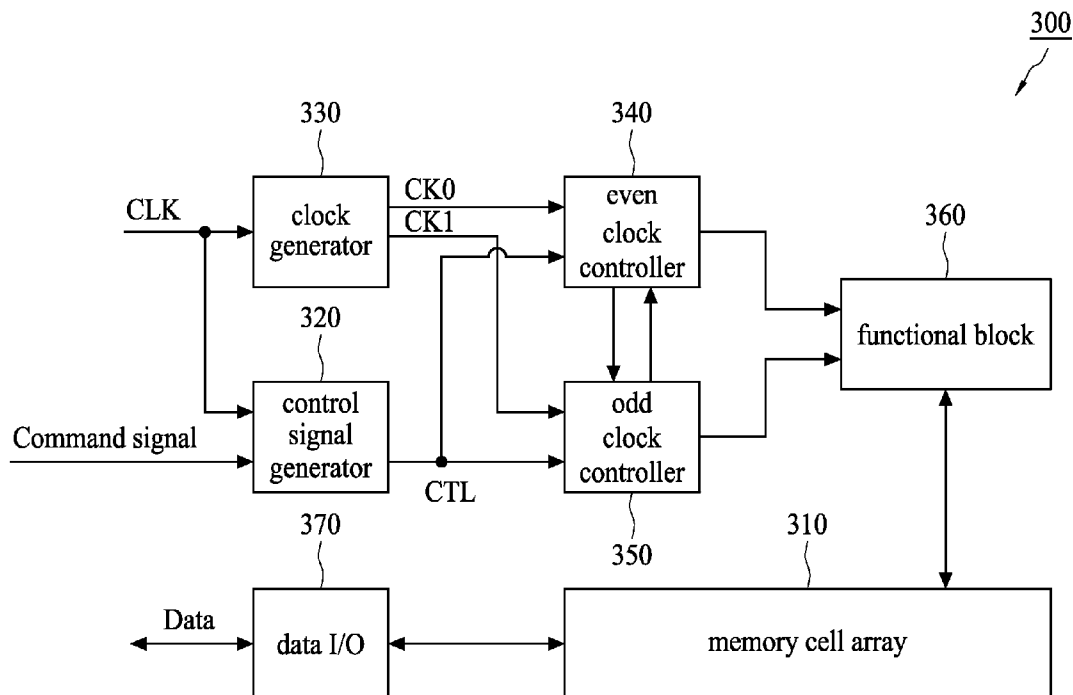 300
330
340
CLK
clock
generator
CK0
CK1
even
clock
controller
360
functional block
320
Command signal
control
signal
generator
CTL
odd
clock
controller
350
370
310
Data
data I/O
memory cell array